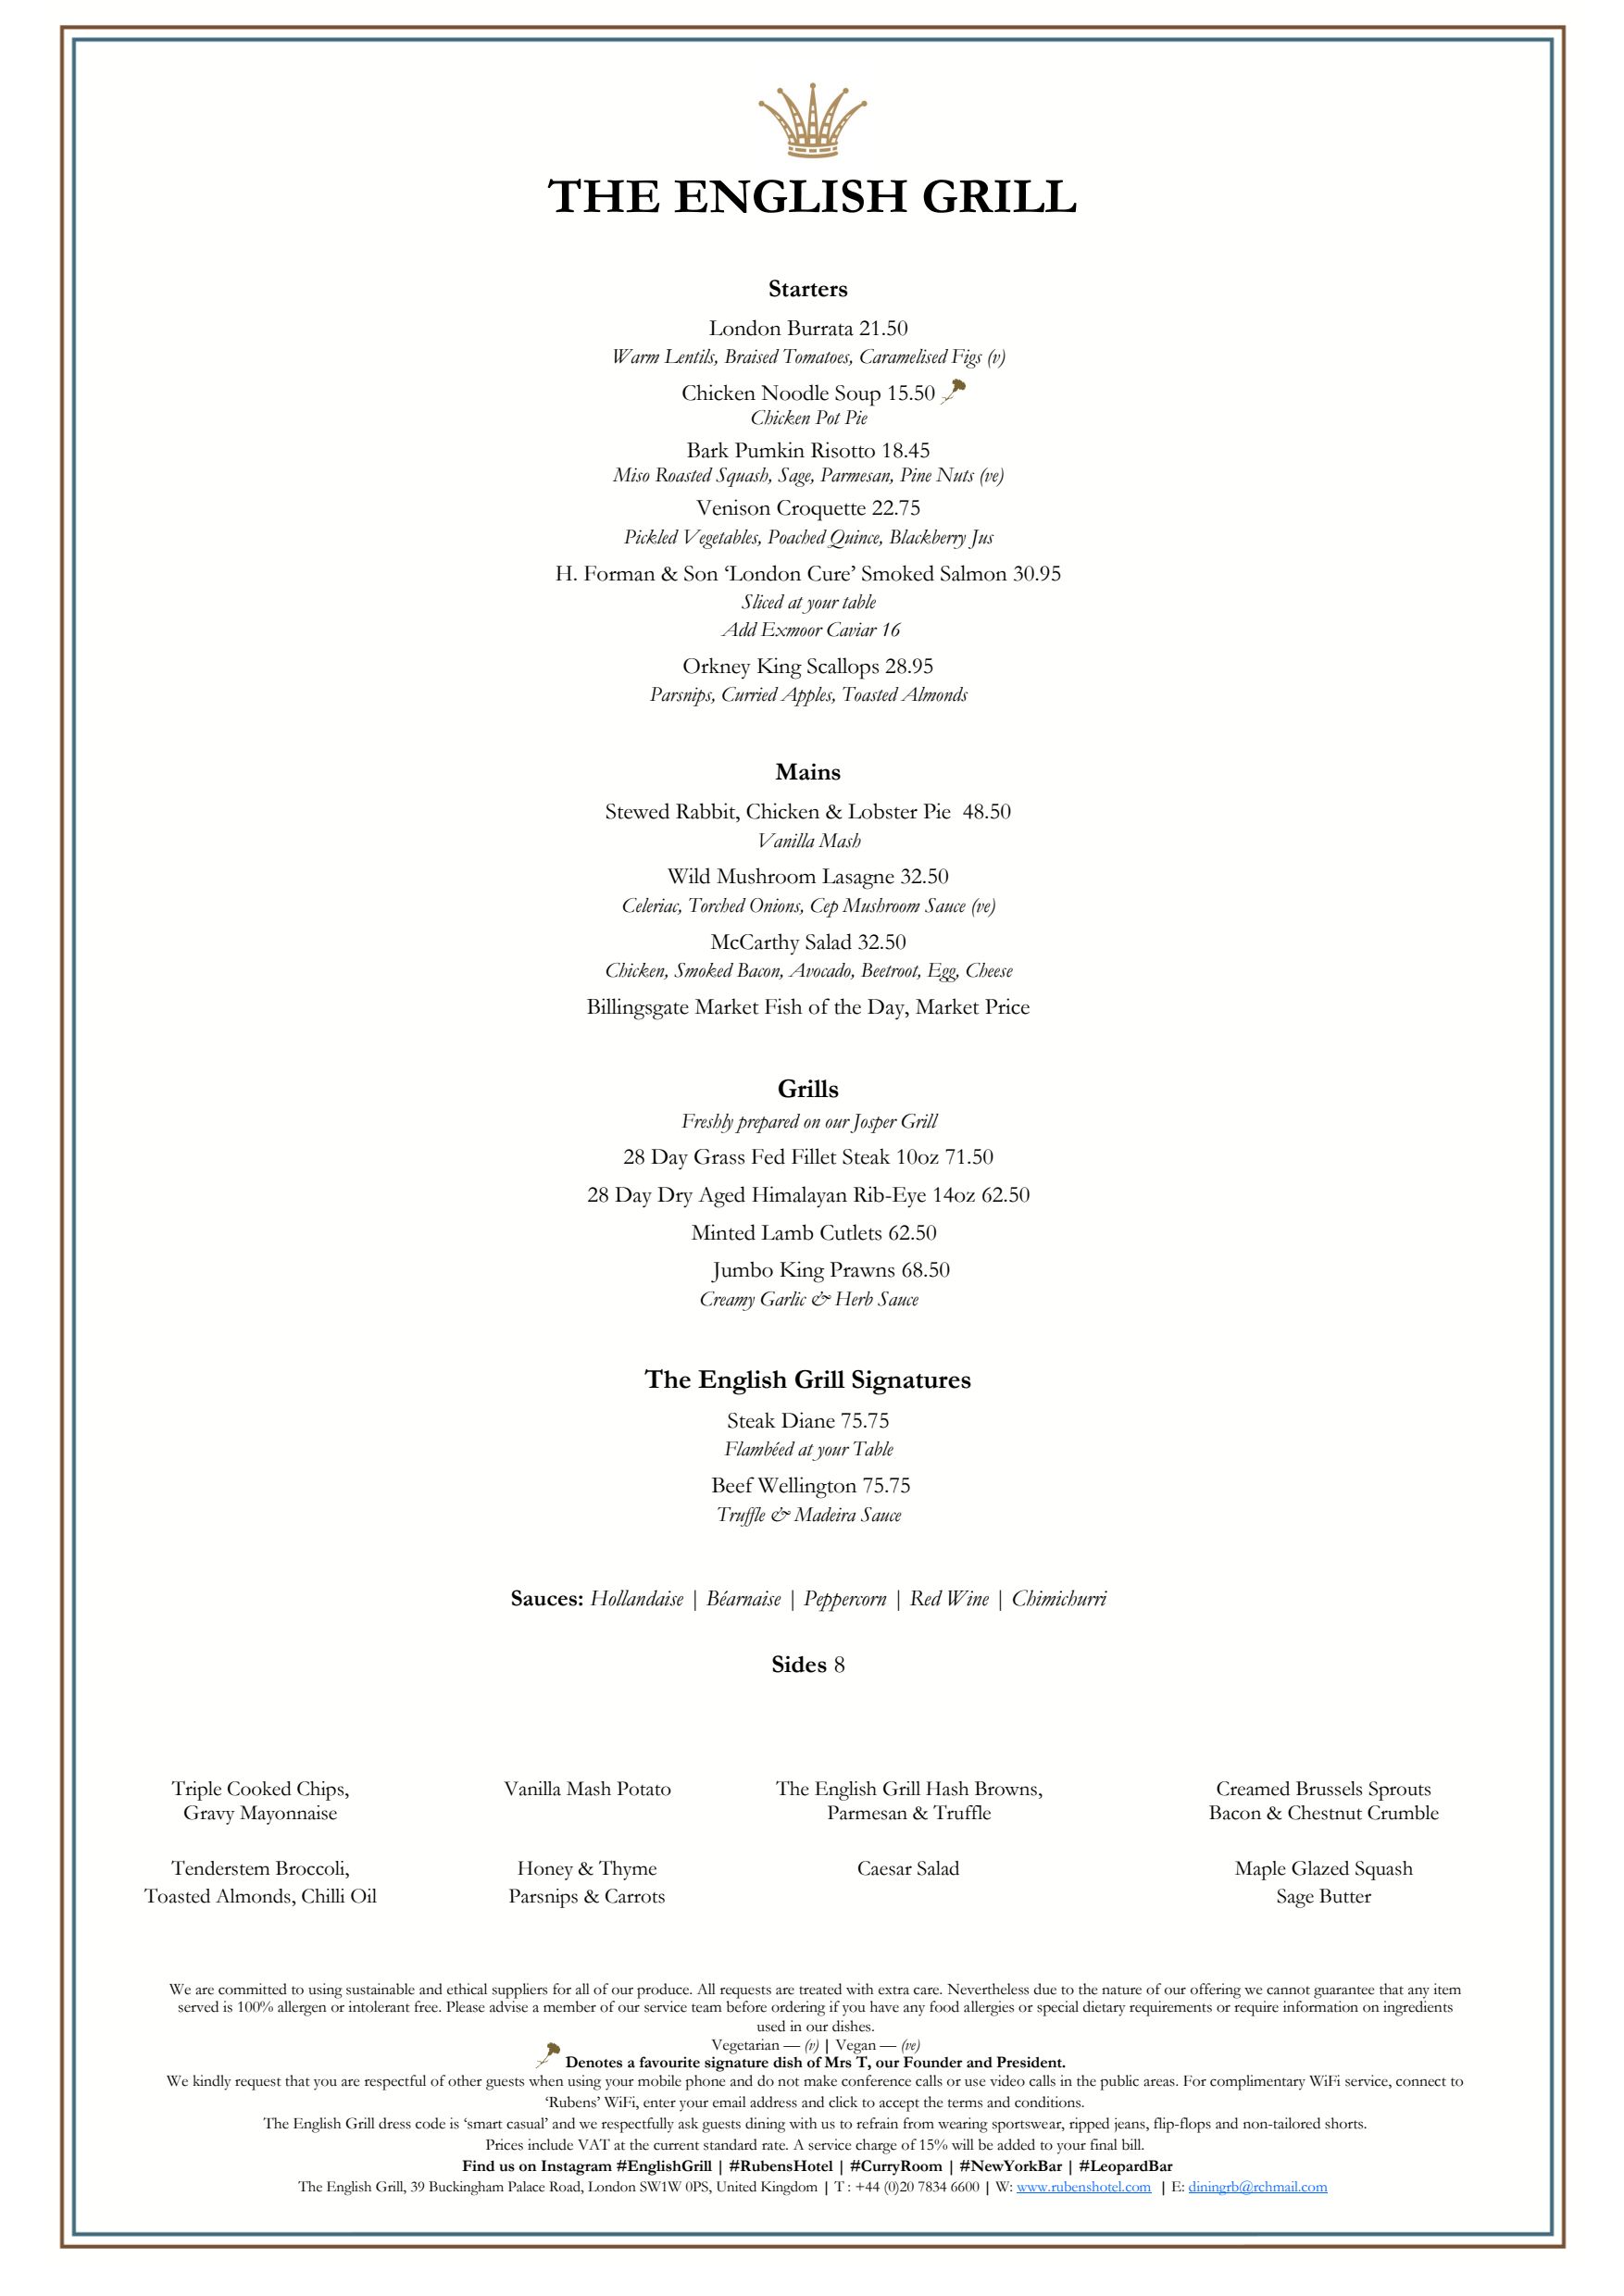 THE ENGLISH GRILL
Starters
London Burrata 21.50
Warm Lentils, Braised Tomatoes, Caramelised Figs (v)
Chicken Noodle Soup 15.50
Chicken Pot Pie
Bark Pumkin Risotto 18.45
Miso Roasted Squash, Sage, Parmesan, Pine Nuts (ve)
Venison Croquette 22.75
Pickled Vegetables, Poached Quince, Blackberry Jus
H. Forman & Son ‘London Cure’ Smoked Salmon 30.95
Sliced at your table
Add Exmoor Caviar 16
Orkney King Scallops 28.95
Parsnips, Curried Apples, Toasted Almonds
Mains
Stewed Rabbit, Chicken & Lobster Pie 48.50
Vanilla Mash
Wild Mushroom Lasagne 32.50
Celeriac, Torched Onions, Cep Mushroom Sauce (ve)
McCarthy Salad 32.50
Chicken, Smoked Bacon, Avocado, Beetroot, Egg, Cheese
Billingsgate Market Fish of the Day, Market Price
Grills
Freshly prepared on our Josper Grill
28 Day Grass Fed Fillet Steak 10oz 71.50
28 Day Dry Aged Himalayan Rib-Eye 14oz 62.50
Minted Lamb Cutlets 62.50
Jumbo King Prawns 68.50
Creamy Garlic & Herb Sauce
The English Grill Signatures
Steak Diane 75.75
Flambéed at your Table
Beef Wellington 75.75
Truffle & Madeira Sauce
Sauces: Hollandaise | Béarnaise | Peppercorn | Red Wine | Chimichurri
Sides 8
Triple Cooked Chips,
Gravy Mayonnaise
Vanilla Mash Potato
The English Grill Hash Browns,
Parmesan & Truffle
Creamed Brussels Sprouts
Bacon & Chestnut Crumble
Tenderstem Broccoli,
Toasted Almonds, Chilli Oil
Honey & Thyme
Parsnips & Carrots
Caesar Salad
Maple Glazed Squash
Sage Butter
We are committed to using sustainable and ethical suppliers for all of our produce. All requests are treated with extra care. Nevertheless due to the nature of our offering we cannot guarantee that any item
served is 100% allergen or intolerant free. Please advise a member of our service team before ordering if you have any food allergies or special dietary requirements or require information on ingredients
used in our dishes.
Vegetarian — (v) | Vegan — (ve)
Denotes a favourite signature dish of Mrs T, our Founder and President.
We kindly request that you are respectful of other guests when using your mobile phone and do not make conference calls or use video calls in the public areas. For complimentary WiFi service, connect to
‘Rubens’ WiFi, enter your email address and click to accept the terms and conditions.
The English Grill dress code is ‘smart casual’ and we respectfully ask guests dining with us to refrain from wearing sportswear, ripped jeans, flip-flops and non-tailored shorts.
Prices include VAT at the current standard rate. A service charge of 15% will be added to your final bill.
Find us on Instagram #EnglishGrill | #RubensHotel | #CurryRoom | #NewYorkBar | #LeopardBar
The English Grill, 39 Buckingham Palace Road, London SW1W 0PS, United Kingdom | T : +44 (0)20 7834 6600 | W: www.rubenshotel.com | E: diningrb@rchmail.com